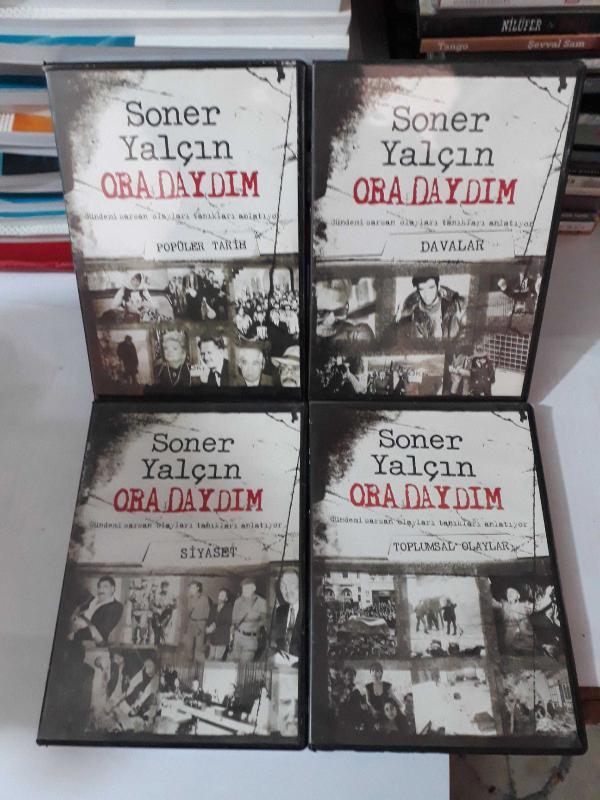 NİLÜFER
Tango
Şevval Sam
Soner
Yalçın
ORADAYDIM
Gündemi sarsan olayları tanıkları anlatıyor
POPÜLER TARİH
Soner
Yalçın
ORADAYDIM
Gündemi sarsan olayları tanıkları anlatıyor
DAVALAR
Soner
Yalçın
ORADAYDIM
Gündemi sarsan olayları tanıkları anlatıyor
SİYASET
Soner
Yalçın
ORADAYDIM
Gündemi sarsan olayları tanıkları anlatıyor
TOPLUMSAL OLAYLAR